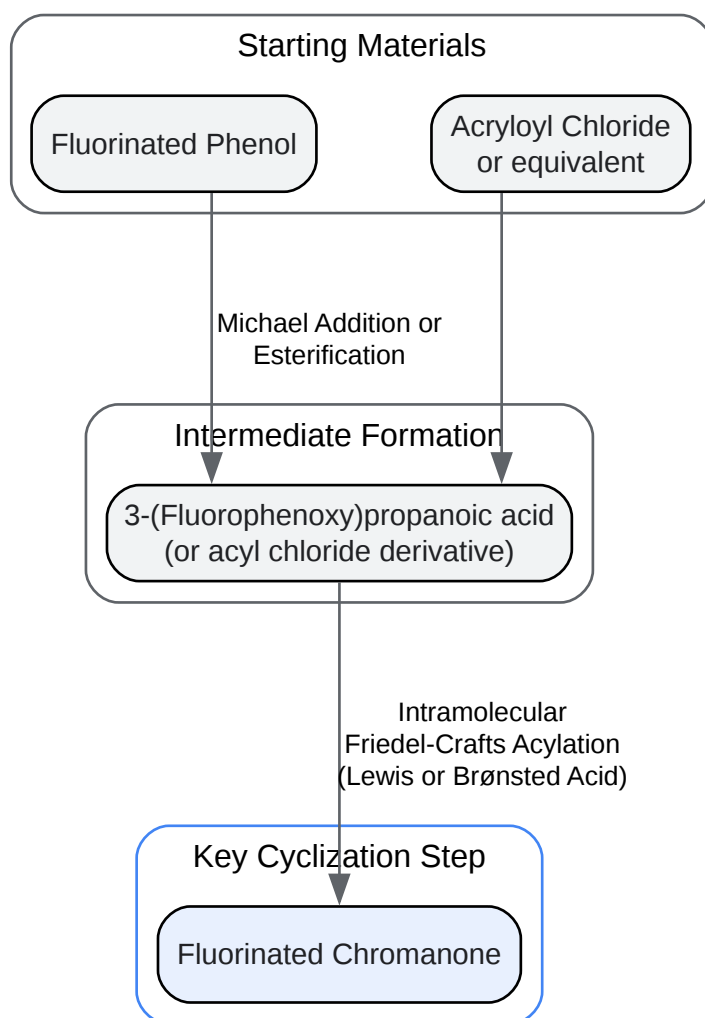 Starting Materials
Fluorinated Phenol
Acryloyl Chloride
or equivalent
Michael Addition or
Esterification
Intermediate Formation
3-(Fluorophenoxy)propanoic acid
(or acyl chloride derivative)
Intramolecular
Friedel-Crafts Acylation
(Lewis or Brønsted Acid)
Key Cyclization Step
Fluorinated Chromanone